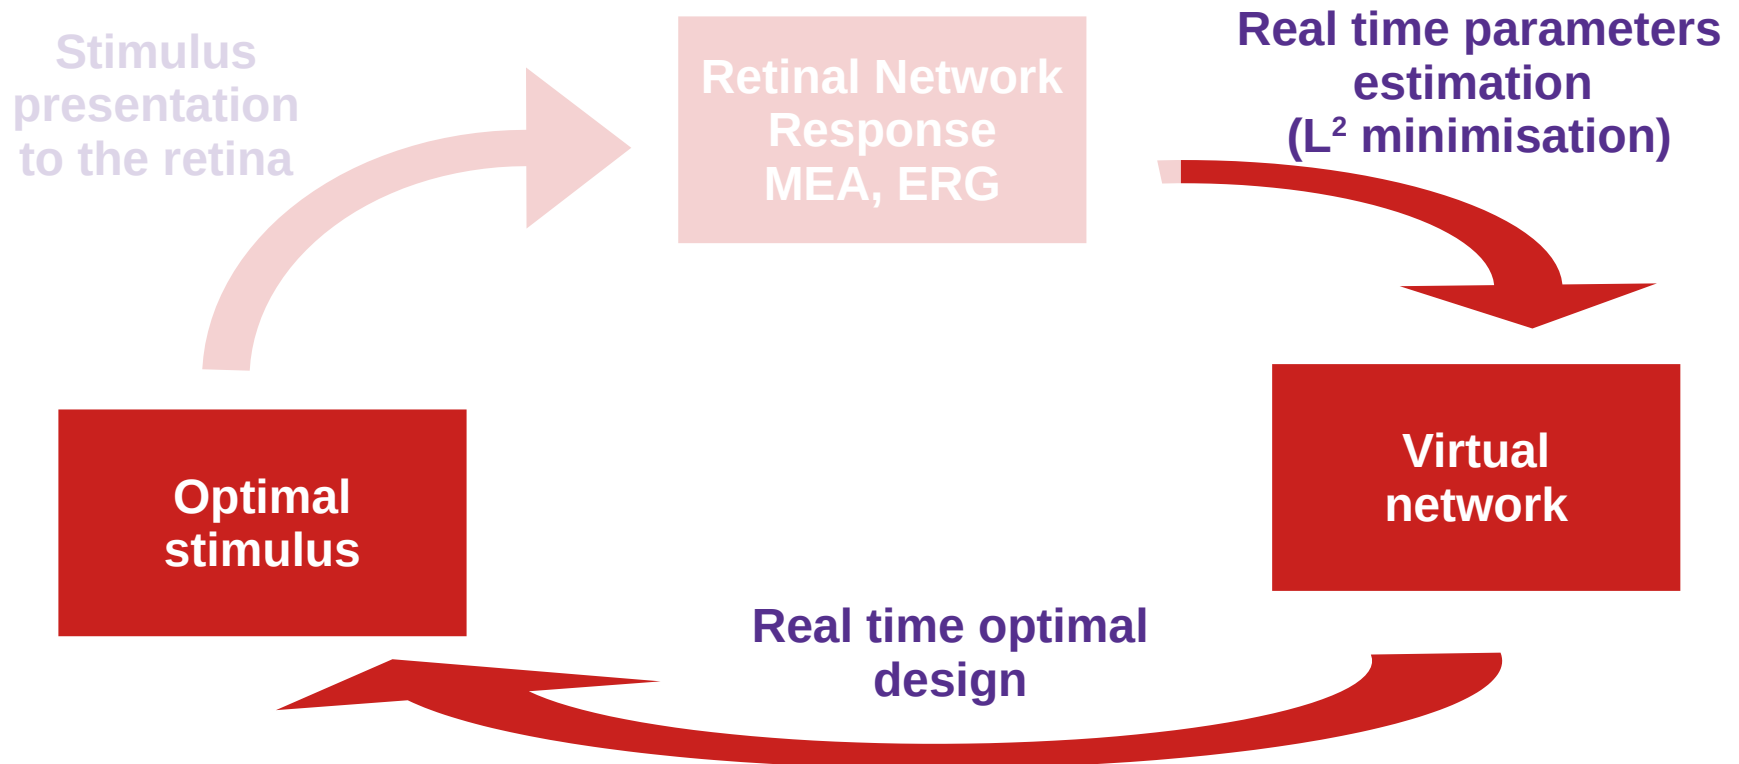 Stimulus
presentation
to the retina
Retinal Network
Response
MEA, ERG
Real time parameters
estimation
(L² minimisation)
Virtual
network
Optimal
stimulus
Real time optimal
design